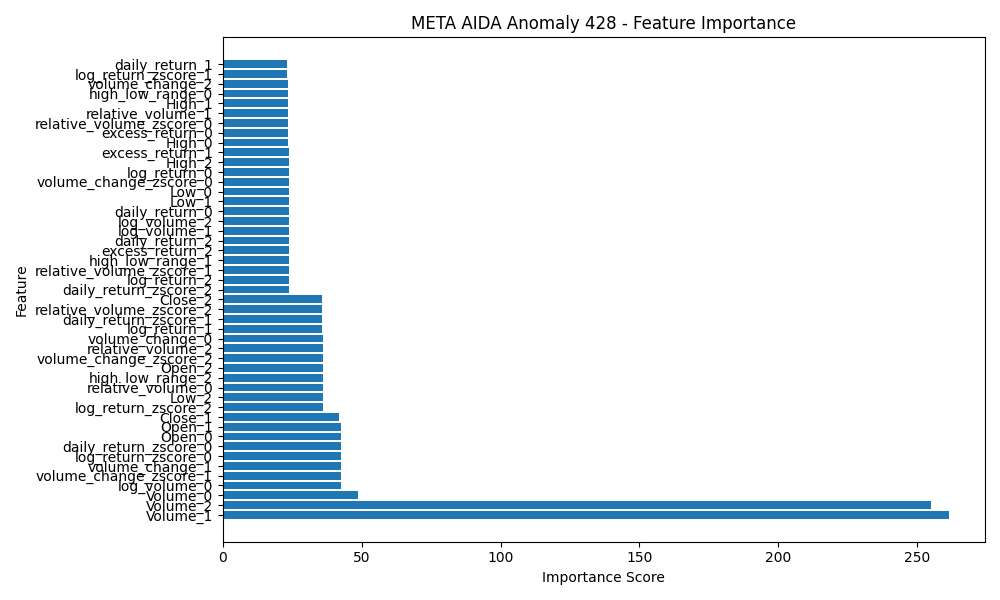 META AIDA Anomaly 428 - Feature Importance
daily_return_1
log_return_zscore_1
volume_change_2
high_low_range_0
High_1
relative_volume_1
relative_volume_zscore_0
excess_return_0
High_0
excess_return_1
High_2
log_return_0
volume_change_zscore_0
Low_0
Low_1
daily_return_0
log_volume_2
log_volume_1
daily_return_2
excess_return_2
high_low_range_1
relative_volume_zscore_1
log_return_2
daily_return_zscore_2
Close_2
relative_volume_zscore_2
daily_return_zscore_1
log_return_1
volume_change_0
relative_volume_2
volume_change_zscore_2
Open_2
high_low_range_2
relative_volume_0
Low_2
log_return_zscore_2
Close_1
Open_1
Open_0
daily_return_zscore_0
log_return_zscore_0
volume_change_1
volume_change_zscore_1
log_volume_0
Volume_0
Volume_2
Volume_1
Feature
0 50 100 150 200 250
Importance Score